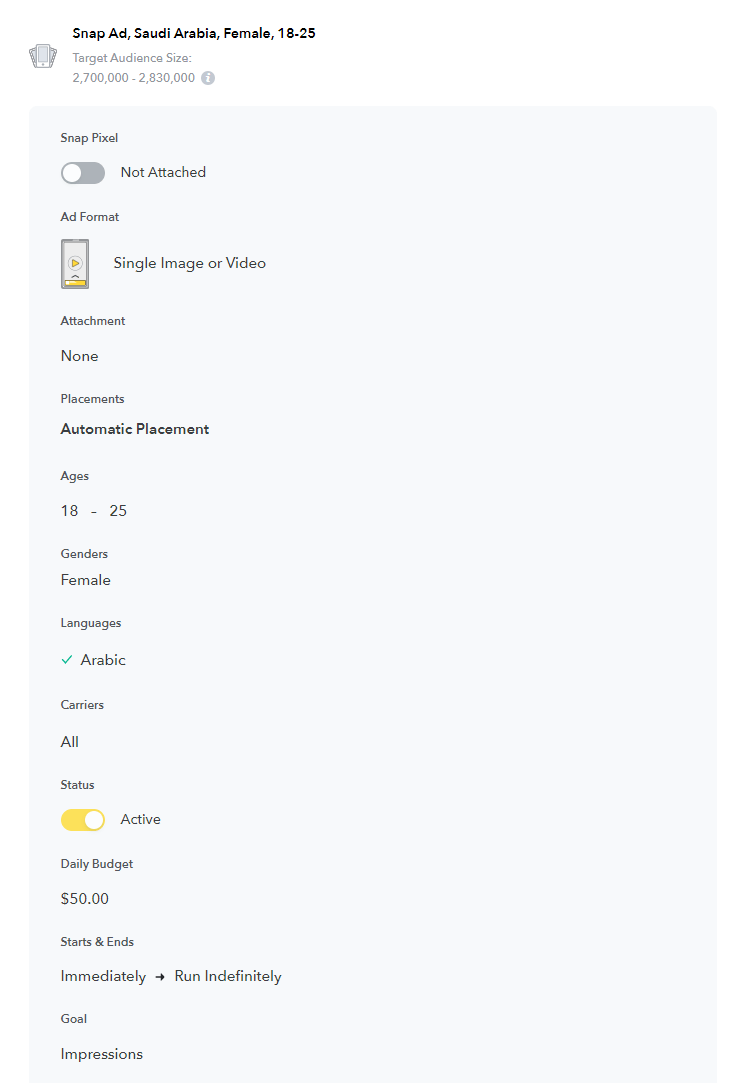 Snap Ad, Saudi Arabia, Female, 18-25
Target Audience Size:
2,700,000 - 2,830,000
Snap Pixel
Not Attached
Ad Format
Single Image or Video
Attachment
None
Placements
Automatic Placement
Ages
18 - 25
Genders
Female
Languages
Arabic
Carriers
All
Status
Active
Daily Budget
$50.00
Starts & Ends
Immediately → Run Indefinitely
Goal
Impressions